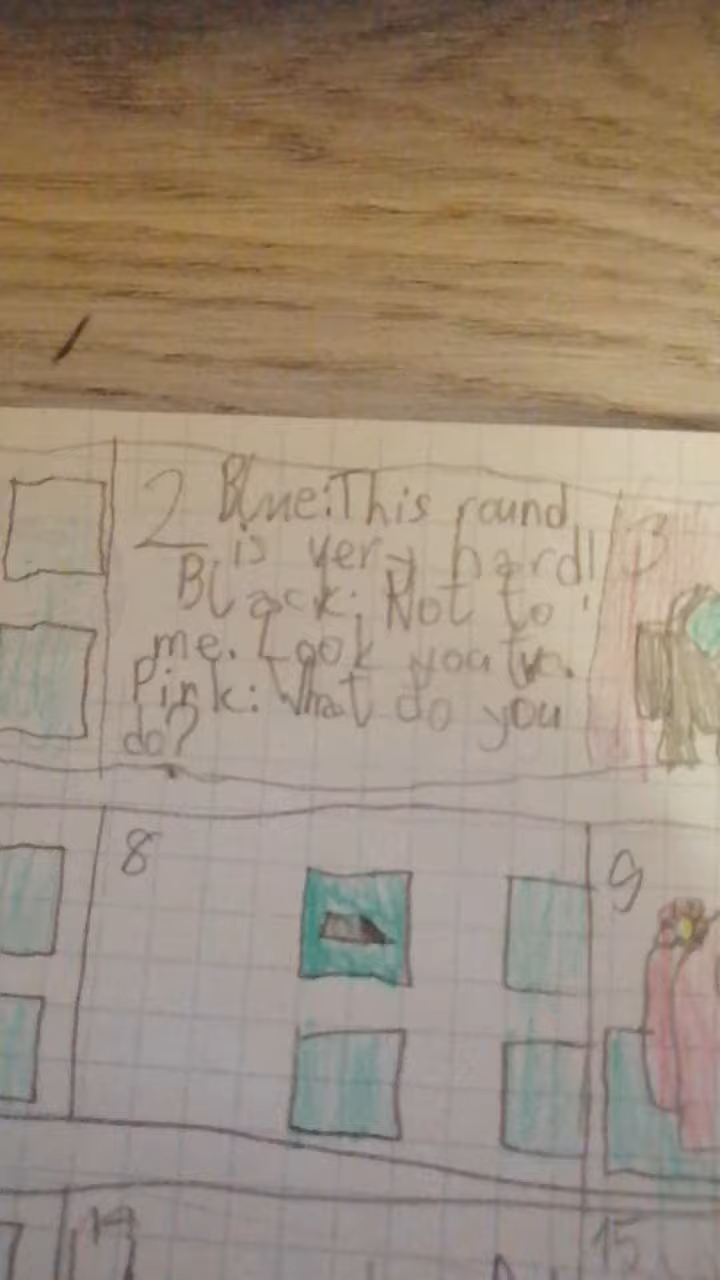 2 Blue: This round
is very hard!
Black: Not to
me. Look you two.
Pink: What do you
do?
3
8
9
14
15